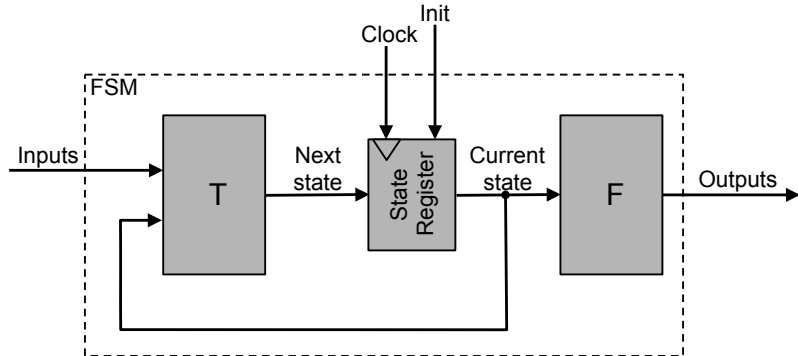 Init
Clock
FSM
Inputs
T
Next
state
State
Register
Current
state
F
Outputs